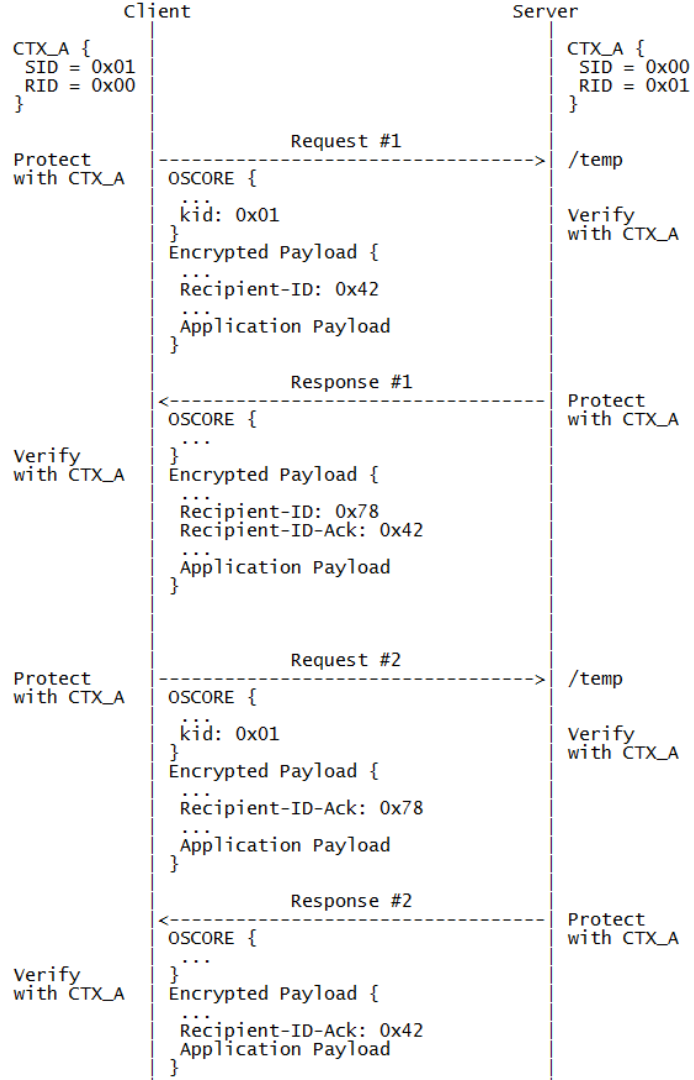 Client Server
CTX_A { CTX_A {
SID = 0x01 SID = 0x00
RID = 0x00 RID = 0x01
} }
Request #1
Protect ---------------------------------->| /temp
with CTX_A OSCORE {
...
kid: 0x01 Verify
} with CTX_A
Encrypted Payload {
...
Recipient-ID: 0x42
...
Application Payload
}
Response #1
<---------------------------------- Protect
OSCORE { with CTX_A
...
Verify }
with CTX_A Encrypted Payload {
...
Recipient-ID: 0x78
Recipient-ID-Ack: 0x42
...
Application Payload
}
Request #2
Protect ---------------------------------->| /temp
with CTX_A OSCORE {
...
kid: 0x01 Verify
} with CTX_A
Encrypted Payload {
...
Recipient-ID-Ack: 0x78
...
Application Payload
}
Response #2
<---------------------------------- Protect
OSCORE { with CTX_A
...
Verify }
with CTX_A Encrypted Payload {
...
Recipient-ID-Ack: 0x42
Application Payload
}